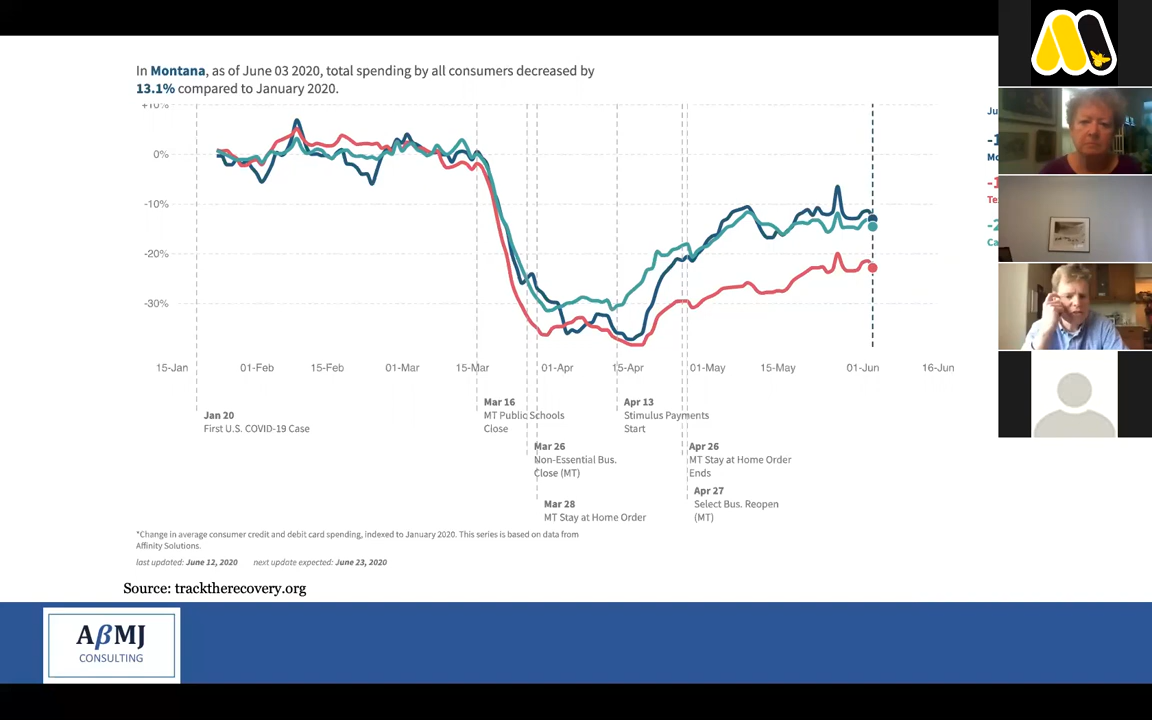 In Montana, as of June 03 2020, total spending by all consumers decreased by
13.1% compared to January 2020.
+10%
0%
-10%
-20%
-30%
15-Jan 01-Feb 15-Feb 01-Mar 15-Mar 01-Apr 15-Apr 01-May 15-May 01-Jun 16-Jun
Jan 20
First U.S. COVID-19 Case
Mar 16
MT Public Schools
Close
Mar 26
Non-Essential Bus.
Close (MT)
Mar 28
MT Stay at Home Order
Apr 13
Stimulus Payments
Start
Apr 26
MT Stay at Home Order
Ends
Apr 27
Select Bus. Reopen
(MT)
*Change in average consumer credit and debit card spending, indexed to January 2020. This series is based on data from
Affinity Solutions.
last updated: June 12, 2020 next update expected: June 23, 2020
Source: tracktherecovery.org
AβMJ
CONSULTING